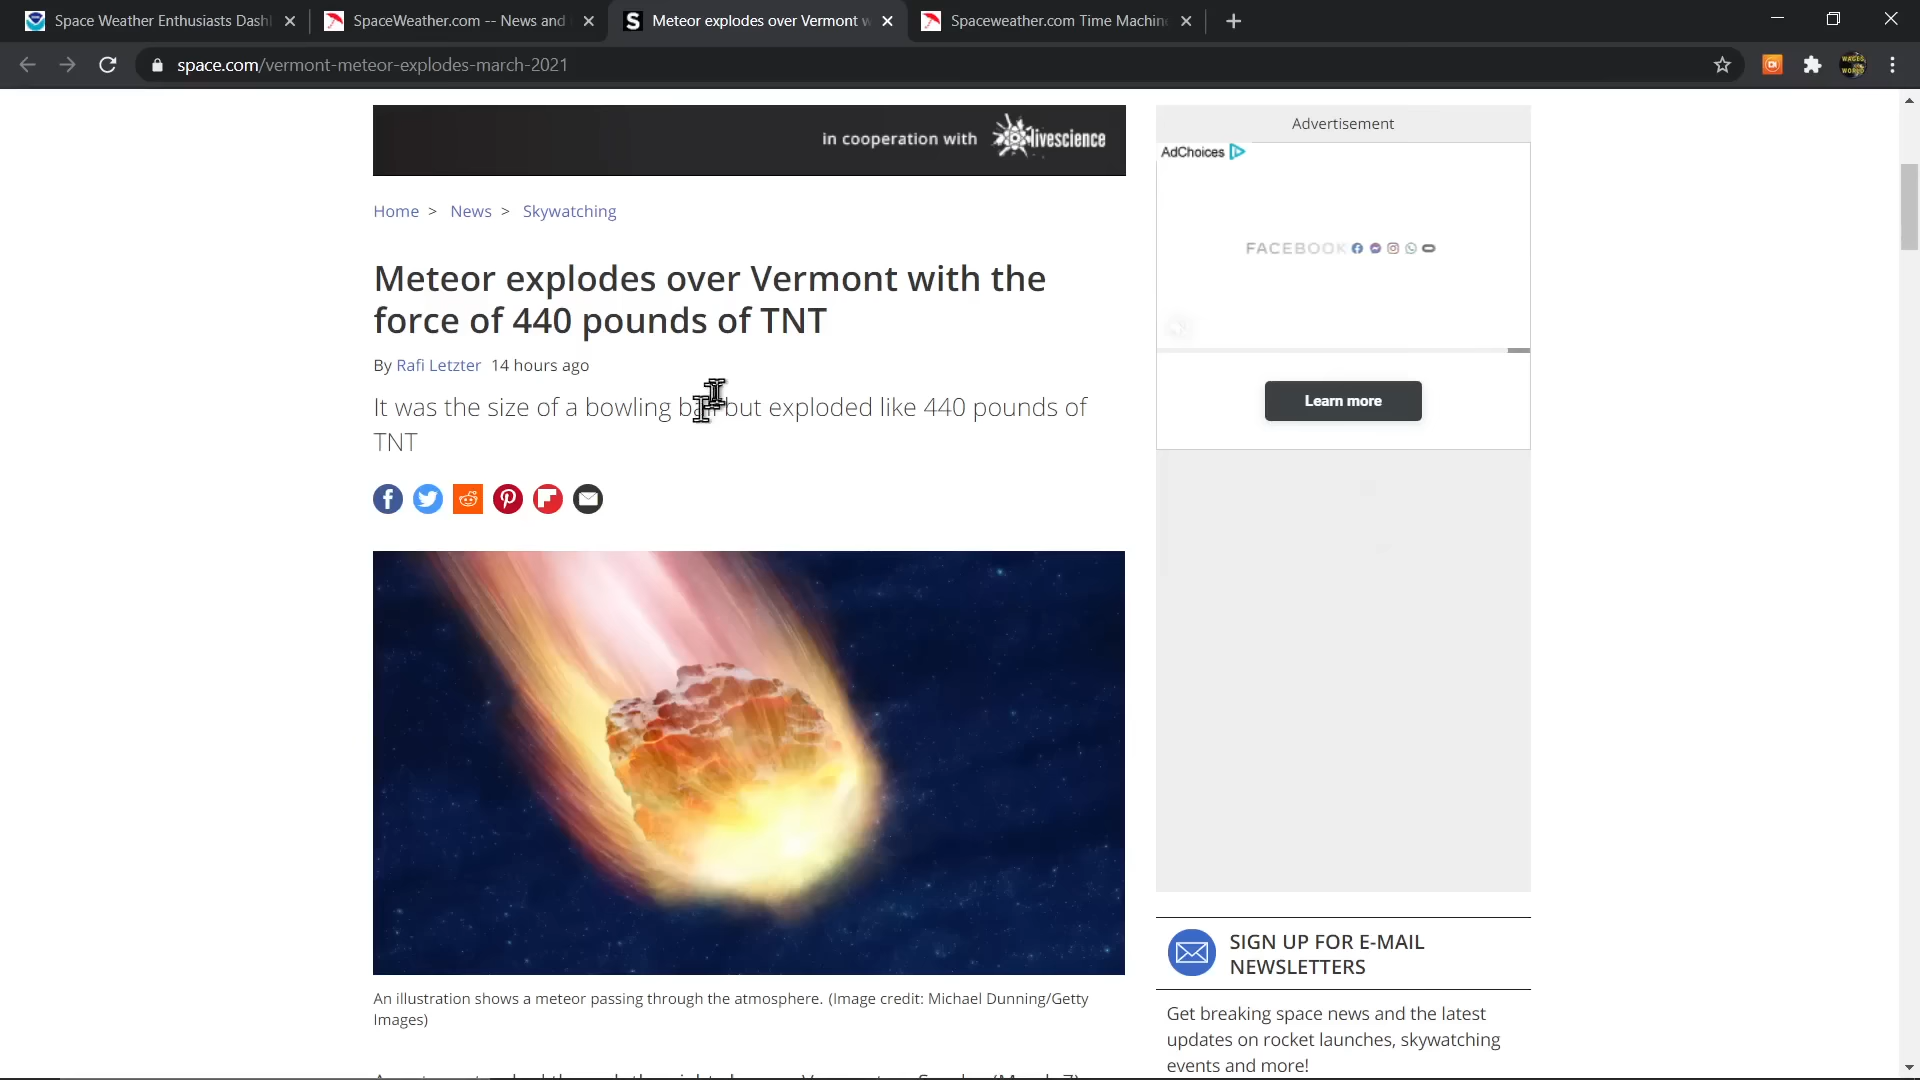 Space Weather Enthusiasts Dash
SpaceWeather.com -- News and
Meteor explodes over Vermont w
Spaceweather.com Time Machine
space.com/vermont-meteor-explodes-march-2021
in cooperation with livescience
Advertisement
AdChoices
FACEBOOK
Learn more
Home > News > Skywatching
Meteor explodes over Vermont with the
force of 440 pounds of TNT
By Rafi Letzter 14 hours ago
It was the size of a bowling but exploded like 440 pounds of
TNT
An illustration shows a meteor passing through the atmosphere. (Image credit: Michael Dunning/Getty
Images)
SIGN UP FOR E-MAIL
NEWSLETTERS
Get breaking space news and the latest
updates on rocket launches, skywatching
events and more!